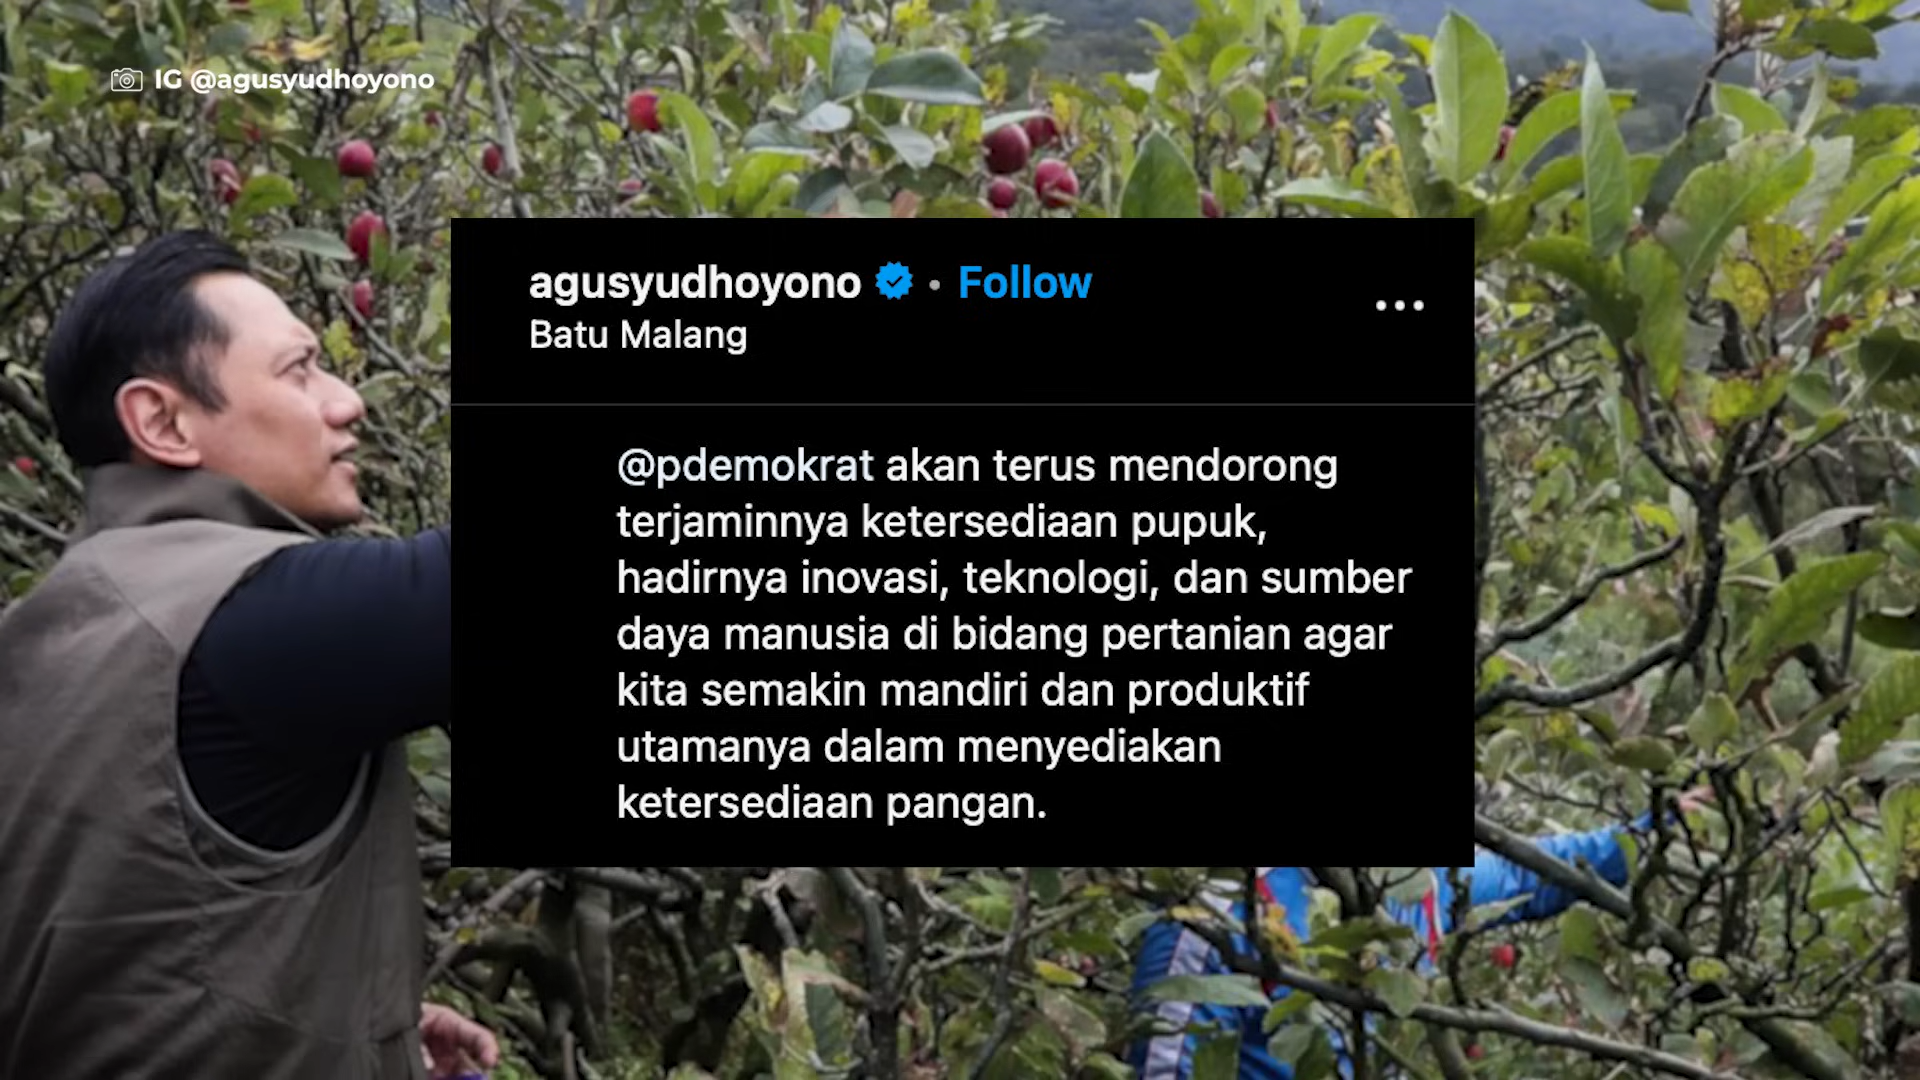 IG @agusyudhoyono
agusyudhoyono • Follow
Batu Malang
@pdemokrat akan terus mendorong
terjaminnya ketersediaan pupuk,
hadirnya inovasi, teknologi, dan sumber
daya manusia di bidang pertanian agar
kita semakin mandiri dan produktif
utamanya dalam menyediakan
ketersediaan pangan.